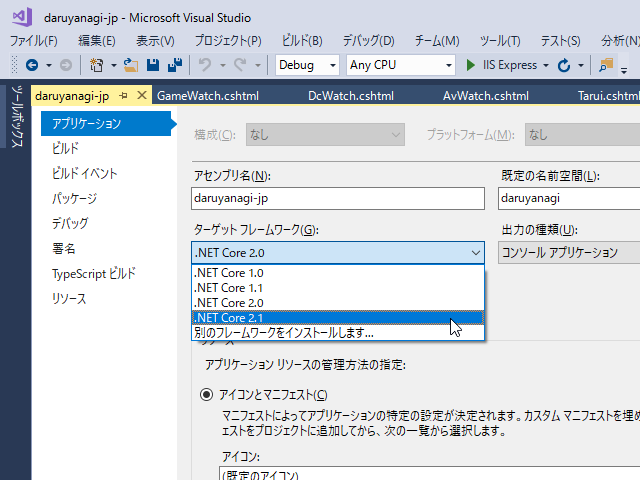 daruyanagi-jp - Microsoft Visual Studio
ファイル(F) 編集(E) 表示(V) プロジェクト(P) ビルド(B) デバッグ(D) チーム(M) ツール(T) テスト(S) 分析(N)
Debug Any CPU IIS Express
ツールボックス
daruyanagi-jp GameWatch.cshtml DcWatch.cshtml AvWatch.cshtml Tarui.cshtm
アプリケーション
ビルド
ビルド イベント
パッケージ
デバッグ
署名
TypeScript ビルド
リソース
構成(C): なし プラットフォーム(M): なし
アセンブリ名(N): 既定の名前空間(L):
daruyanagi-jp daruyanagi
ターゲット フレームワーク(G): 出力の種類(U):
.NET Core 2.0 コンソール アプリケーション
.NET Core 1.0
.NET Core 1.1
.NET Core 2.0
.NET Core 2.1
別のフレームワークをインストールします...
リソース
アプリケーション リソースの管理方法の指定:
アイコンとマニフェスト(C)
マニフェストによってアプリケーションの特定の設定が決定されます。カスタム マニフェストを埋め
ェストをプロジェクトに追加してから、次の一覧から選択します。
アイコン:
(既定のアイコン)